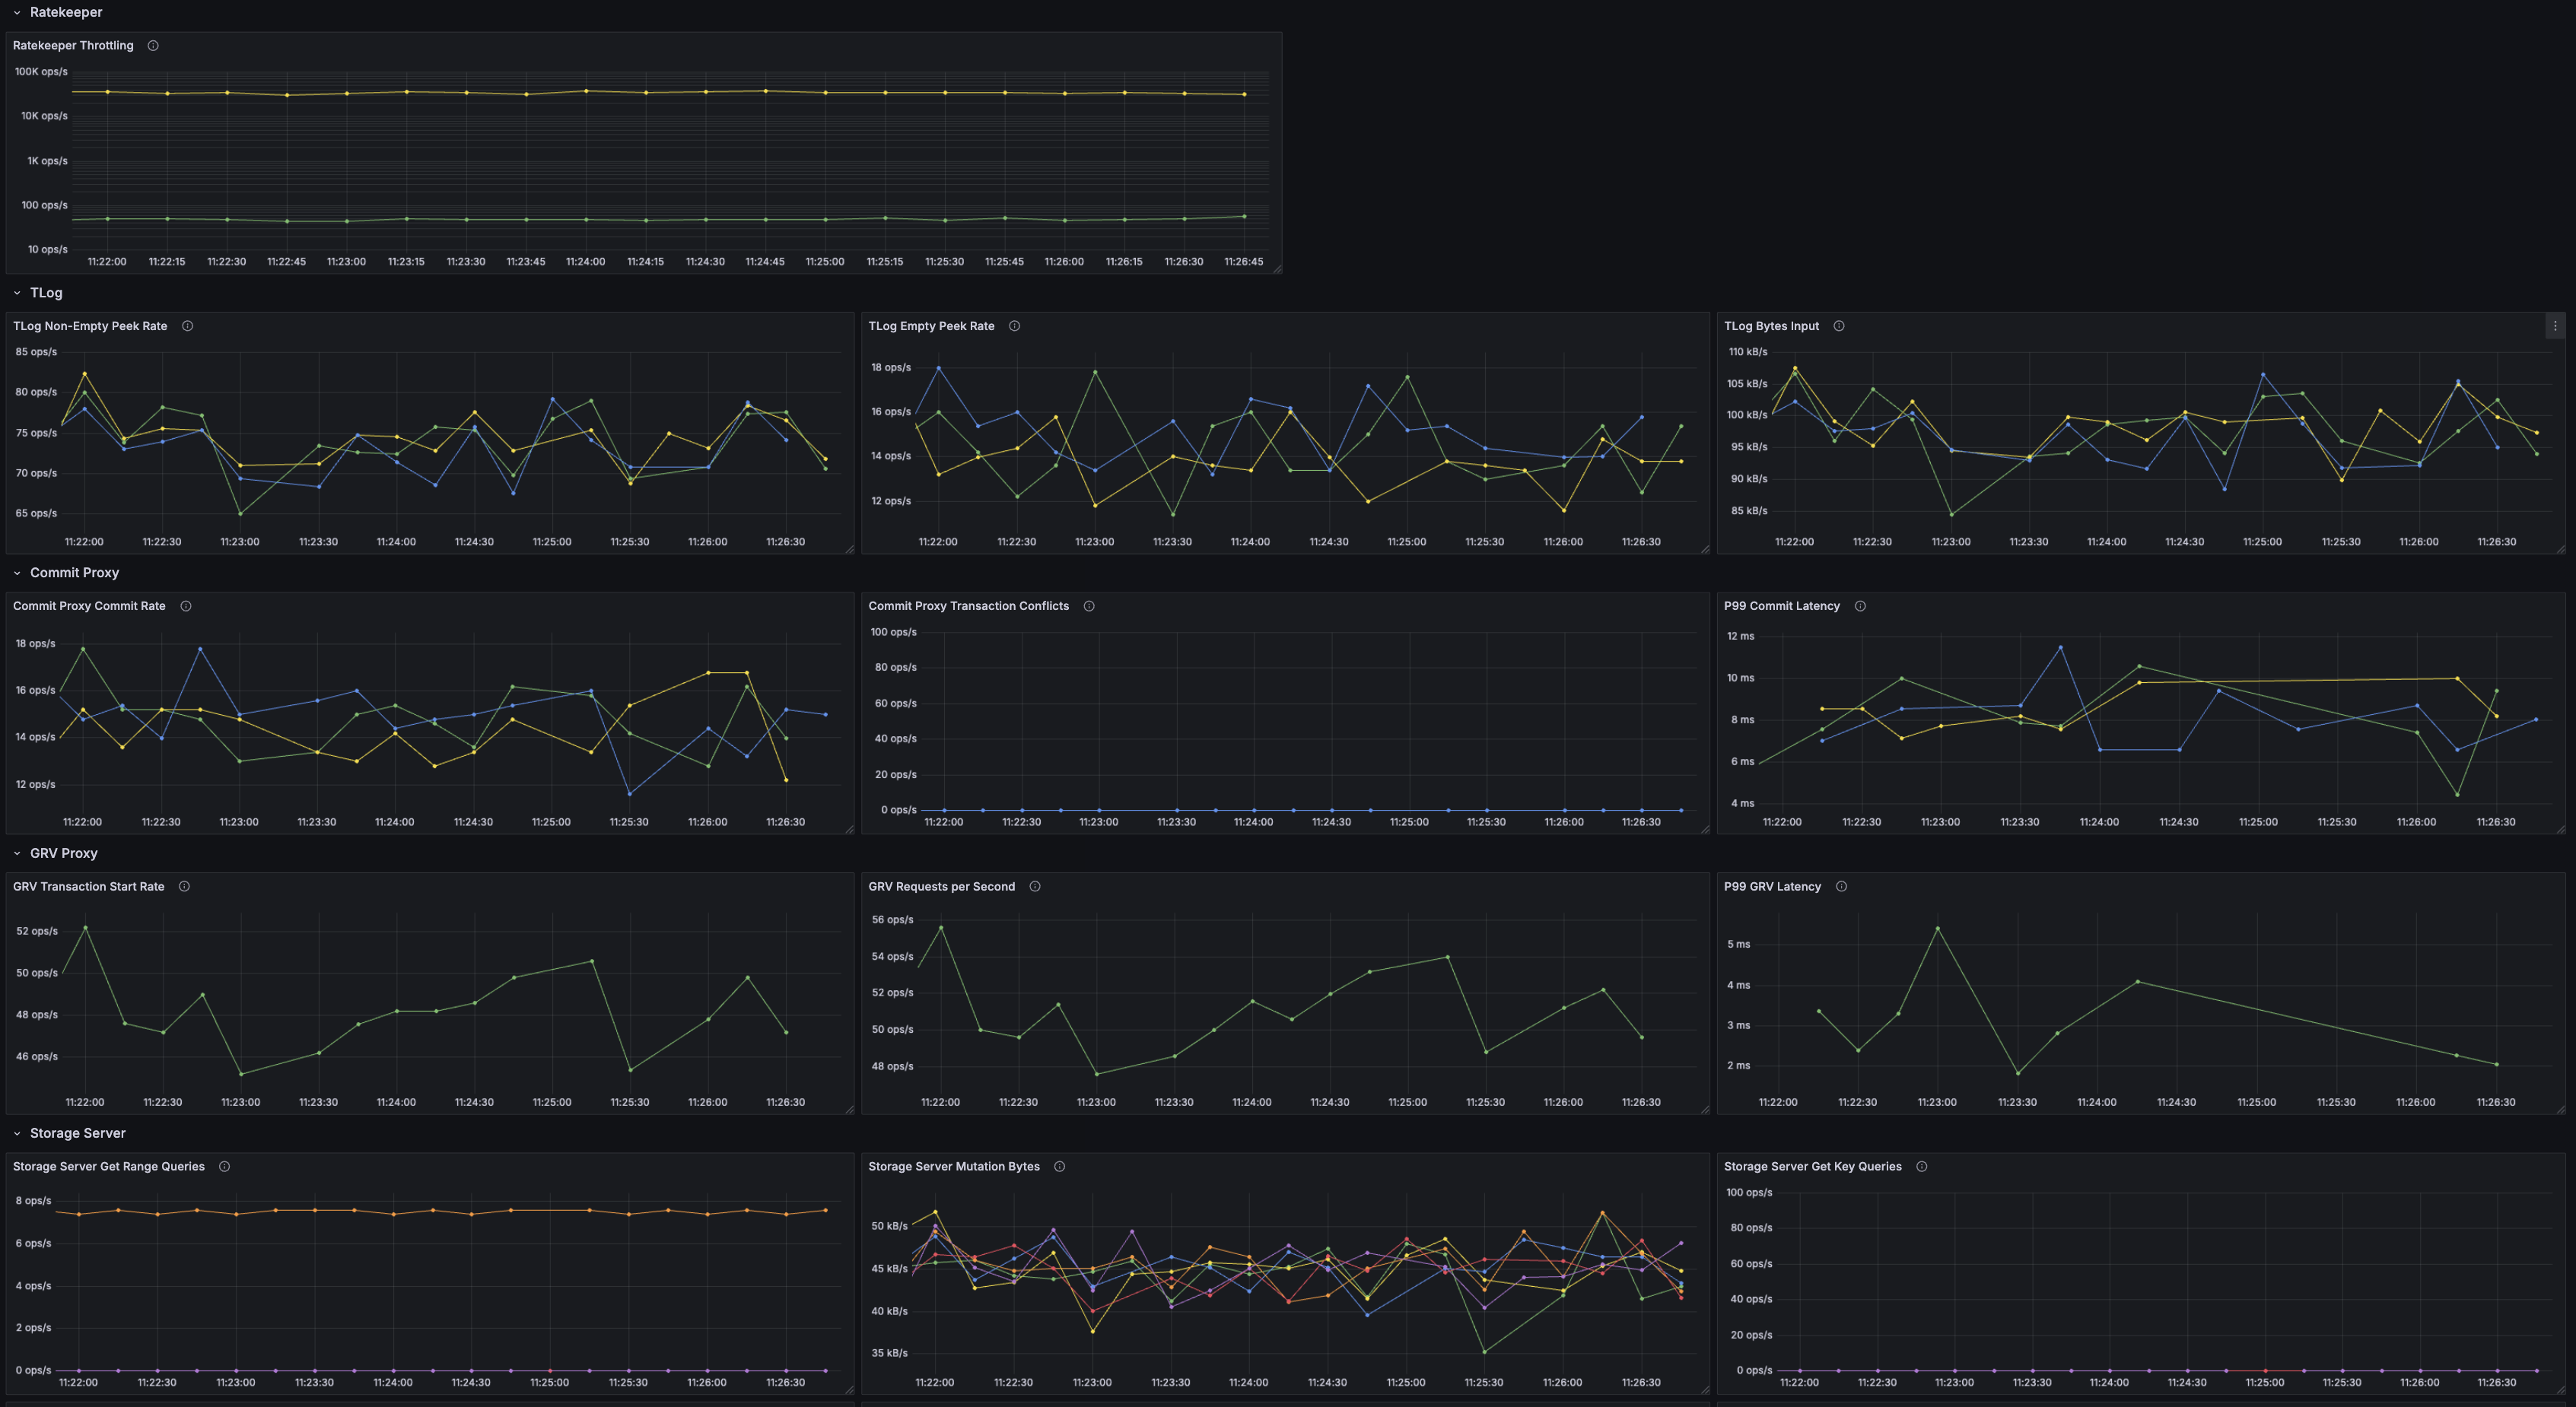 Ratekeeper
Ratekeeper Throttling
100K ops/s
10K ops/s
1K ops/s
100 ops/s
10 ops/s
11:22:00 11:22:15 11:22:30 11:22:45 11:23:00 11:23:15 11:23:30 11:23:45 11:24:00 11:24:15 11:24:30 11:24:45 11:25:00 11:25:15 11:25:30 11:25:45 11:26:00 11:26:15 11:26:30 11:26:45
TLog
TLog Non-Empty Peek Rate
85 ops/s
80 ops/s
75 ops/s
70 ops/s
65 ops/s
11:22:00 11:22:30 11:23:00 11:23:30 11:24:00 11:24:30 11:25:00 11:25:30 11:26:00 11:26:30
TLog Empty Peek Rate
18 ops/s
16 ops/s
14 ops/s
12 ops/s
11:22:00 11:22:30 11:23:00 11:23:30 11:24:00 11:24:30 11:25:00 11:25:30 11:26:00 11:26:30
TLog Bytes Input
110 kB/s
105 kB/s
100 kB/s
95 kB/s
90 kB/s
85 kB/s
11:22:00 11:22:30 11:23:00 11:23:30 11:24:00 11:24:30 11:25:00 11:25:30 11:26:00 11:26:30
Commit Proxy
Commit Proxy Commit Rate
18 ops/s
16 ops/s
14 ops/s
12 ops/s
11:22:00 11:22:30 11:23:00 11:23:30 11:24:00 11:24:30 11:25:00 11:25:30 11:26:00 11:26:30
Commit Proxy Transaction Conflicts
100 ops/s
80 ops/s
60 ops/s
40 ops/s
20 ops/s
0 ops/s
11:22:00 11:22:30 11:23:00 11:23:30 11:24:00 11:24:30 11:25:00 11:25:30 11:26:00 11:26:30
P99 Commit Latency
12 ms
10 ms
8 ms
6 ms
4 ms
11:22:00 11:22:30 11:23:00 11:23:30 11:24:00 11:24:30 11:25:00 11:25:30 11:26:00 11:26:30
GRV Proxy
GRV Transaction Start Rate
52 ops/s
50 ops/s
48 ops/s
46 ops/s
11:22:00 11:22:30 11:23:00 11:23:30 11:24:00 11:24:30 11:25:00 11:25:30 11:26:00 11:26:30
GRV Requests per Second
56 ops/s
54 ops/s
52 ops/s
50 ops/s
48 ops/s
11:22:00 11:22:30 11:23:00 11:23:30 11:24:00 11:24:30 11:25:00 11:25:30 11:26:00 11:26:30
P99 GRV Latency
5 ms
4 ms
3 ms
2 ms
11:22:00 11:22:30 11:23:00 11:23:30 11:24:00 11:24:30 11:25:00 11:25:30 11:26:00 11:26:30
Storage Server
Storage Server Get Range Queries
8 ops/s
6 ops/s
4 ops/s
2 ops/s
0 ops/s
11:22:00 11:22:30 11:23:00 11:23:30 11:24:00 11:24:30 11:25:00 11:25:30 11:26:00 11:26:30
Storage Server Mutation Bytes
50 kB/s
45 kB/s
40 kB/s
35 kB/s
11:22:00 11:22:30 11:23:00 11:23:30 11:24:00 11:24:30 11:25:00 11:25:30 11:26:00 11:26:30
Storage Server Get Key Queries
100 ops/s
80 ops/s
60 ops/s
40 ops/s
20 ops/s
0 ops/s
11:22:00 11:22:30 11:23:00 11:23:30 11:24:00 11:24:30 11:25:00 11:25:30 11:26:00 11:26:30